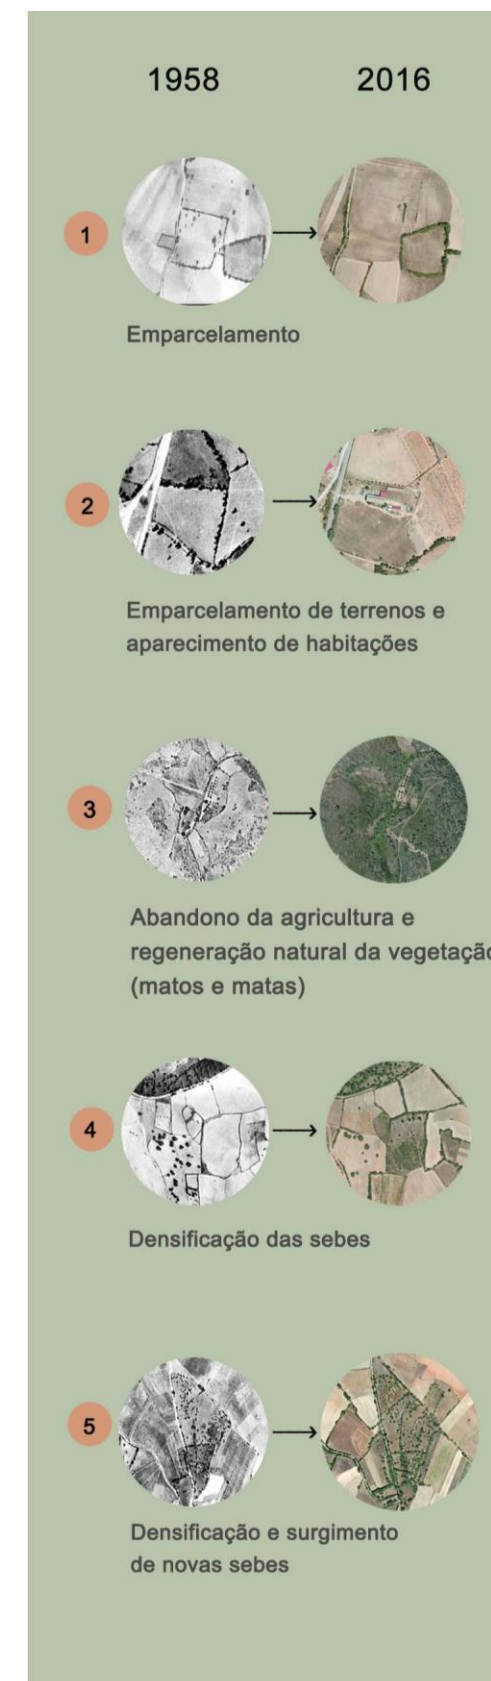 1958 2016
1
Emparcelamento
2
Emparcelamento de terrenos e
aparecimento de habitações
3
Abandono da agricultura e
regeneração natural da vegetação
(matos e matas)
4
Densificação das sebes
5
Densificação e surgimento
de novas sebes